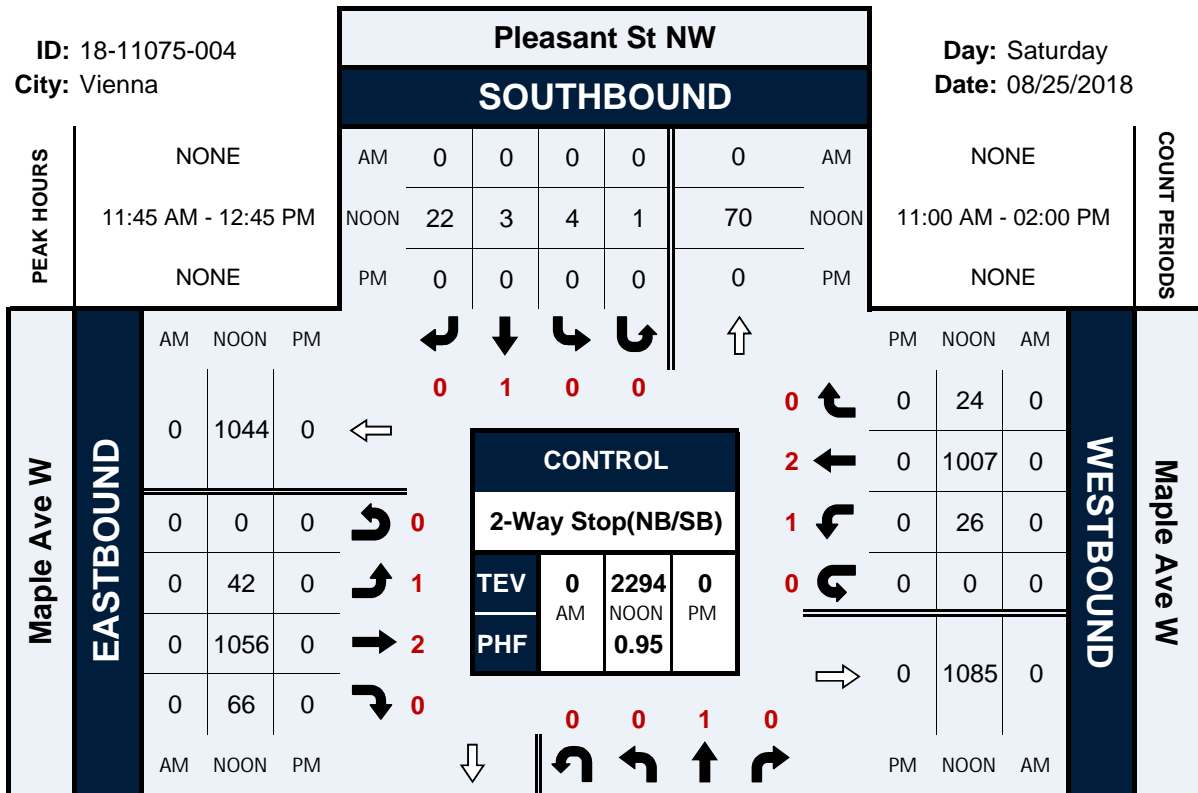 ID: 18-11075-004
City: Vienna
Pleasant St NW
SOUTHBOUND
Day: Saturday
Date: 08/25/2018
PEAK HOURS
NONE
11:45 AM - 12:45 PM
NONE
AM 0 0 0 0 0 AM
NOON 22 3 4 1 70 NOON
PM 0 0 0 0 0 PM
NONE
11:00 AM - 02:00 PM
NONE
COUNT PERIODS
0 1 0 0
Maple Ave W
EASTBOUND
AM NOON PM
0 1044 0
0 0 0 0
0 42 0 1
0 1056 0 2
0 66 0 0
AM NOON PM
CONTROL
2-Way Stop(NB/SB)
TEV 0 2294 0
AM NOON PM
PHF 0.95
PM NOON AM
0 0 24 0
2 0 1007 0
1 0 26 0
0 0 0 0
0 1085 0
PM NOON AM
WESTBOUND
Maple Ave W
0 0 1 0